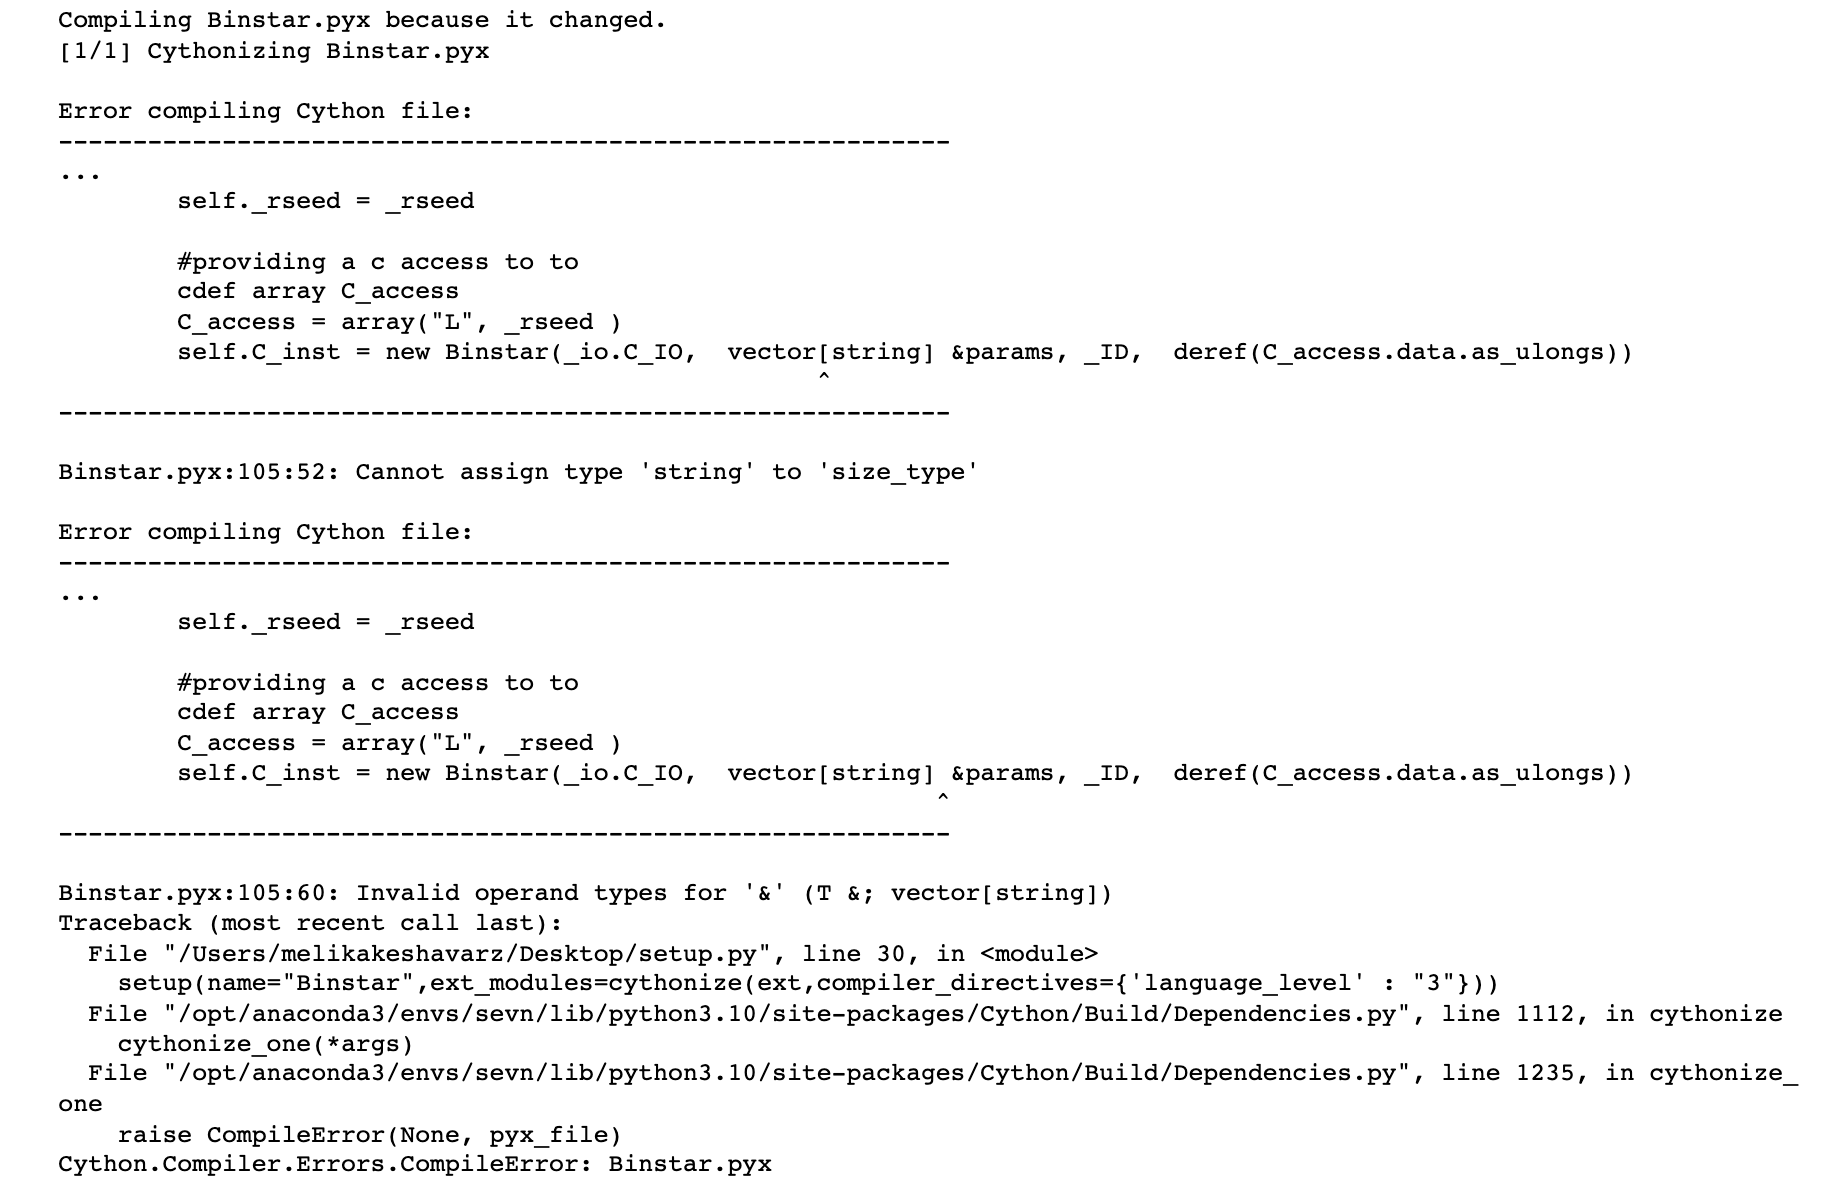 Compiling Binstar.pyx because it changed.
[1/1] Cythonizing Binstar.pyx

Error compiling Cython file:
------------------------------------------------------------
...
        self._rseed = _rseed

        #providing a c access to to
        cdef array C_access
        C_access = array("L", _rseed )
        self.C_inst = new Binstar(_io.C_IO,  vector[string] &params, _ID,  deref(C_access.data.as_ulongs))
                                                   ^
------------------------------------------------------------

Binstar.pyx:105:52: Cannot assign type 'string' to 'size_type'

Error compiling Cython file:
------------------------------------------------------------
...
        self._rseed = _rseed

        #providing a c access to to
        cdef array C_access
        C_access = array("L", _rseed )
        self.C_inst = new Binstar(_io.C_IO,  vector[string] &params, _ID,  deref(C_access.data.as_ulongs))
                                                           ^
------------------------------------------------------------

Binstar.pyx:105:60: Invalid operand types for '&' (T &; vector[string])
Traceback (most recent call last):
  File "/Users/melikakeshavarz/Desktop/setup.py", line 30, in <module>
    setup(name="Binstar",ext_modules=cythonize(ext,compiler_directives={'language_level' : "3"}))
  File "/opt/anaconda3/envs/sevn/lib/python3.10/site-packages/Cython/Build/Dependencies.py", line 1112, in cythonize
    cythonize_one(*args)
  File "/opt/anaconda3/envs/sevn/lib/python3.10/site-packages/Cython/Build/Dependencies.py", line 1235, in cythonize_
one
    raise CompileError(None, pyx_file)
Cython.Compiler.Errors.CompileError: Binstar.pyx